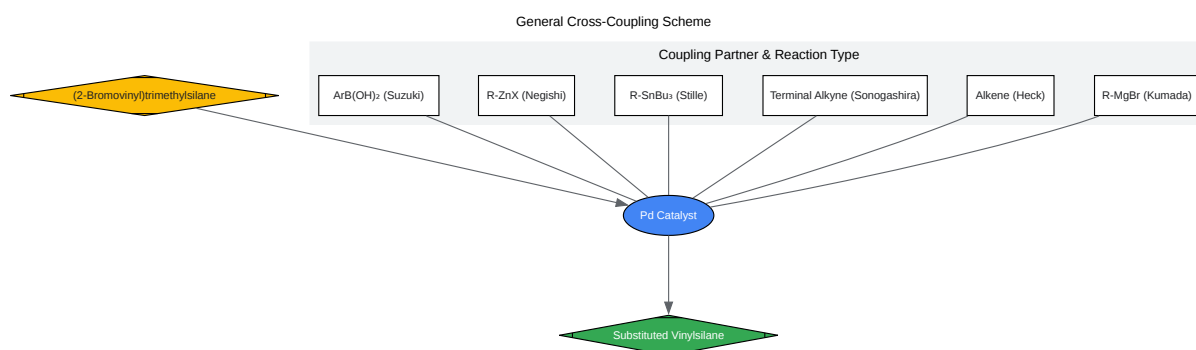 General Cross-Coupling Scheme
Coupling Partner & Reaction Type
(2-Bromovinyl)trimethylsilane
ArB(OH)₂ (Suzuki)
R-ZnX (Negishi)
R-SnBu₃ (Stille)
Terminal Alkyne (Sonogashira)
Alkene (Heck)
R-MgBr (Kumada)
Pd Catalyst
Substituted Vinylsilane